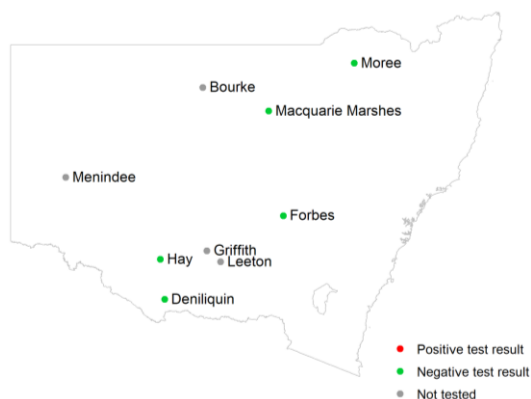 Moree
Bourke
Macquarie Marshes
Menindee
Forbes
Griffith
Hay
Leeton
Deniliquin
Positive test result
Negative test result
Not tested